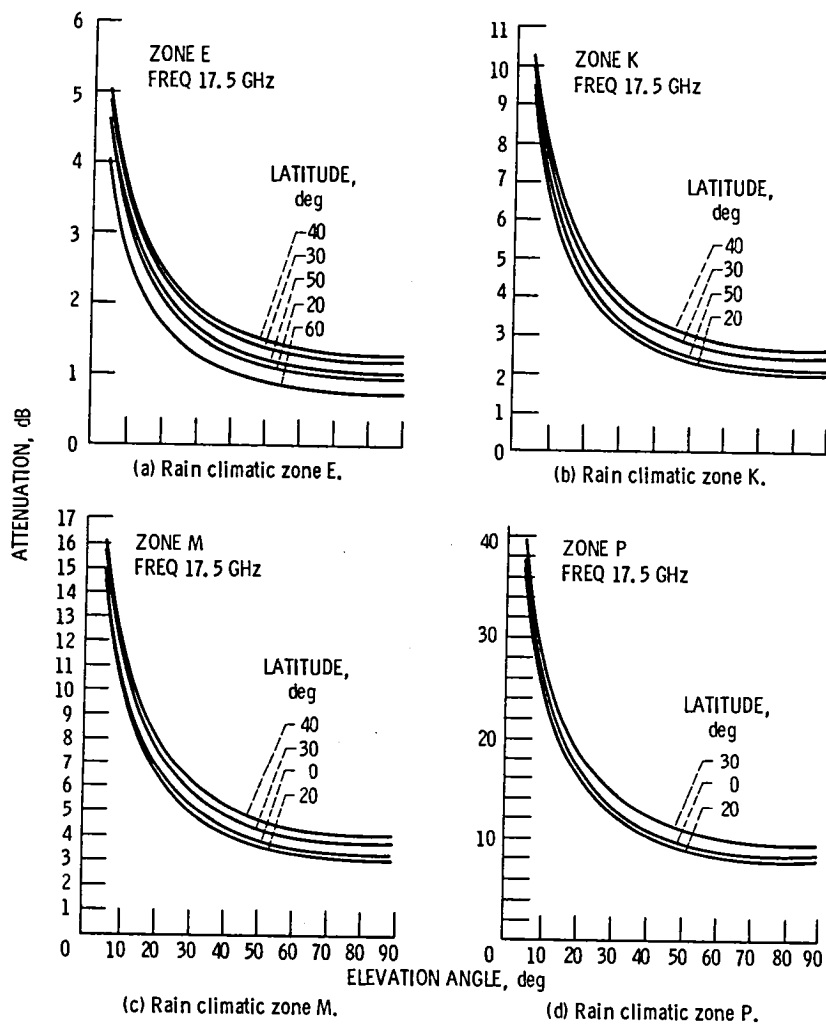 ATTENUATION, dB
6
5
4
3
2
1
0
ZONE E
FREQ 17.5 GHz
LATITUDE,
deg
40
30
50
20
60
(a) Rain climatic zone E.
11
10
9
8
7
6
5
4
3
2
1
0
ZONE K
FREQ 17.5 GHz
LATITUDE,
deg
40
30
50
20
(b) Rain climatic zone K.
17
16
15
14
13
12
11
10
9
8
7
6
5
4
3
2
1
0
ZONE M
FREQ 17.5 GHz
LATITUDE,
deg
40
30
0
20
10 20 30 40 50 60 70 80 90
(c) Rain climatic zone M.
40
30
20
10
0
ZONE P
FREQ 17.5 GHz
LATITUDE,
deg
30
0
20
10 20 30 40 50 60 70 80 90
ELEVATION ANGLE, deg
(d) Rain climatic zone P.